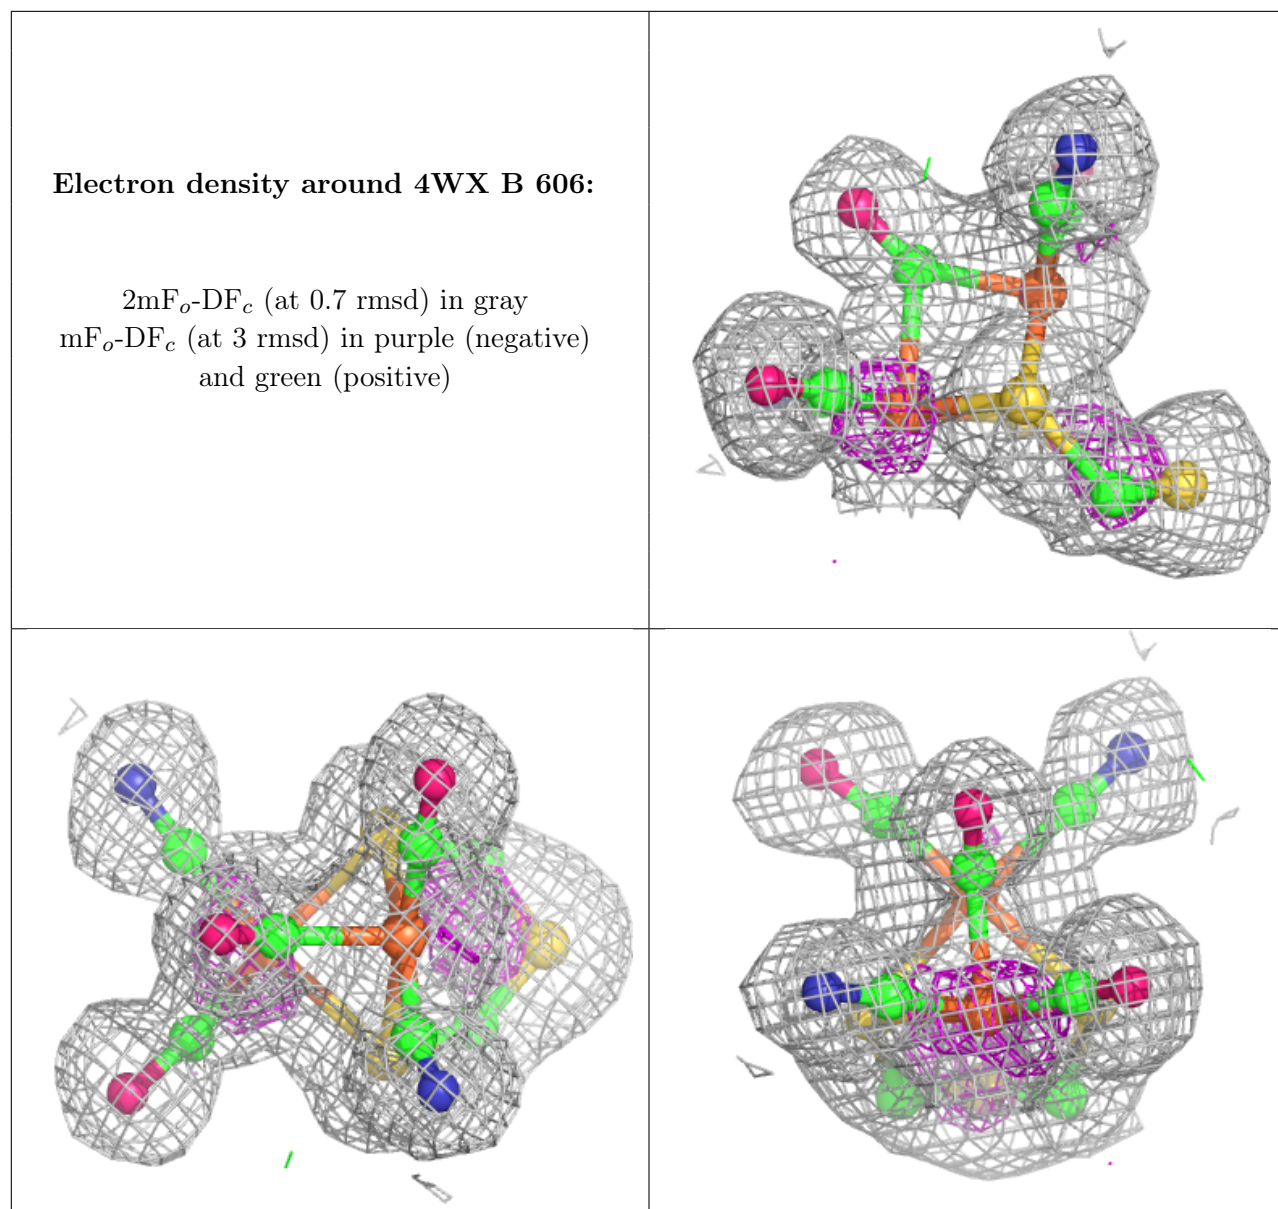 Electron density around 4WX B 606:
2mFo-DFc (at 0.7 rmsd) in gray
mFo-DFc (at 3 rmsd) in purple (negative)
and green (positive)